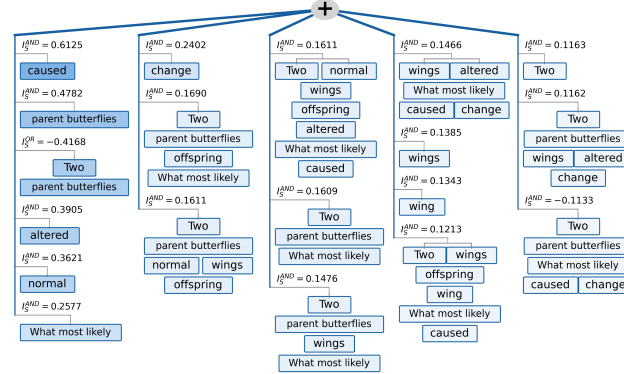 +
I_S^AND = 0.6125
caused
I_S^AND = 0.4782
parent butterflies
I_S^OR = −0.4168
Two
parent butterflies
I_S^AND = 0.3905
altered
I_S^AND = 0.3621
normal
I_S^AND = 0.2577
What most likely
I_S^AND = 0.2402
change
I_S^AND = 0.1690
Two
parent butterflies
offspring
What most likely
I_S^AND = 0.1611
Two
parent butterflies
normal wings
offspring
I_S^AND = 0.1611
Two normal
wings
offspring
altered
What most likely
caused
I_S^AND = 0.1609
Two
parent butterflies
What most likely
I_S^AND = 0.1476
Two
parent butterflies
wings
What most likely
I_S^AND = 0.1466
wings altered
What most likely
caused change
I_S^AND = 0.1385
wings
I_S^AND = 0.1343
wing
I_S^AND = 0.1213
Two wings
offspring
wing
What most likely
caused
I_S^AND = 0.1163
Two
I_S^AND = 0.1162
Two
parent butterflies
wings altered
change
I_S^AND = −0.1133
Two
parent butterflies
What most likely
caused change